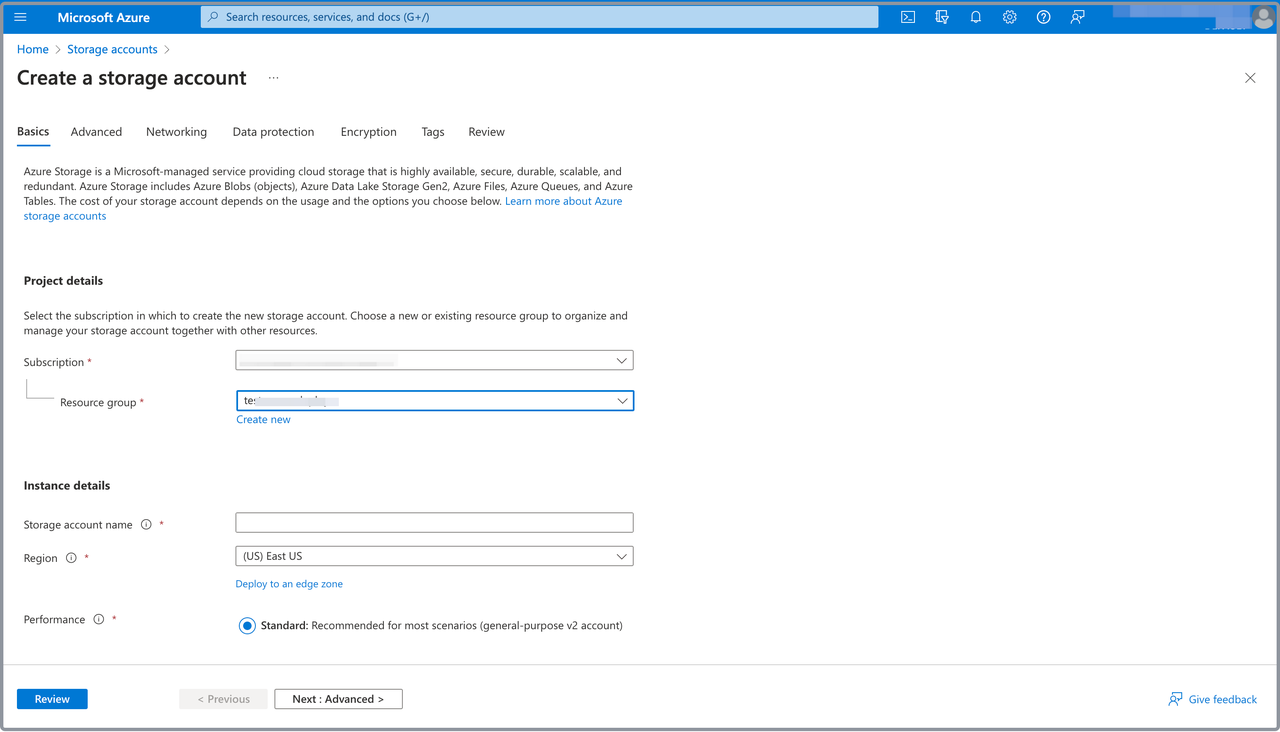 Microsoft Azure
Search resources, services, and docs (G+/)
Home > Storage accounts >
Create a storage account ...
Basics Advanced Networking Data protection Encryption Tags Review
Azure Storage is a Microsoft-managed service providing cloud storage that is highly available, secure, durable, scalable, and
redundant. Azure Storage includes Azure Blobs (objects), Azure Data Lake Storage Gen2, Azure Files, Azure Queues, and Azure
Tables. The cost of your storage account depends on the usage and the options you choose below. Learn more about Azure
storage accounts
Project details
Select the subscription in which to create the new storage account. Choose a new or existing resource group to organize and
manage your storage account together with other resources.
Subscription *
Resource group *
Create new
Instance details
Storage account name *
Region * (US) East US
Deploy to an edge zone
Performance * Standard: Recommended for most scenarios (general-purpose v2 account)
Review < Previous Next : Advanced > Give feedback